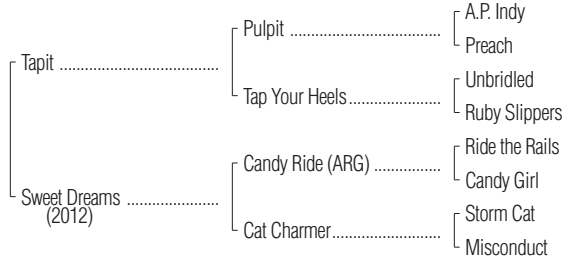 A.P. Indy
Pulpit
Preach
Tapit
Unbridled
Tap Your Heels
Ruby Slippers
Ride the Rails
Candy Ride (ARG)
Candy Girl
Sweet Dreams
(2012)
Storm Cat
Cat Charmer
Misconduct